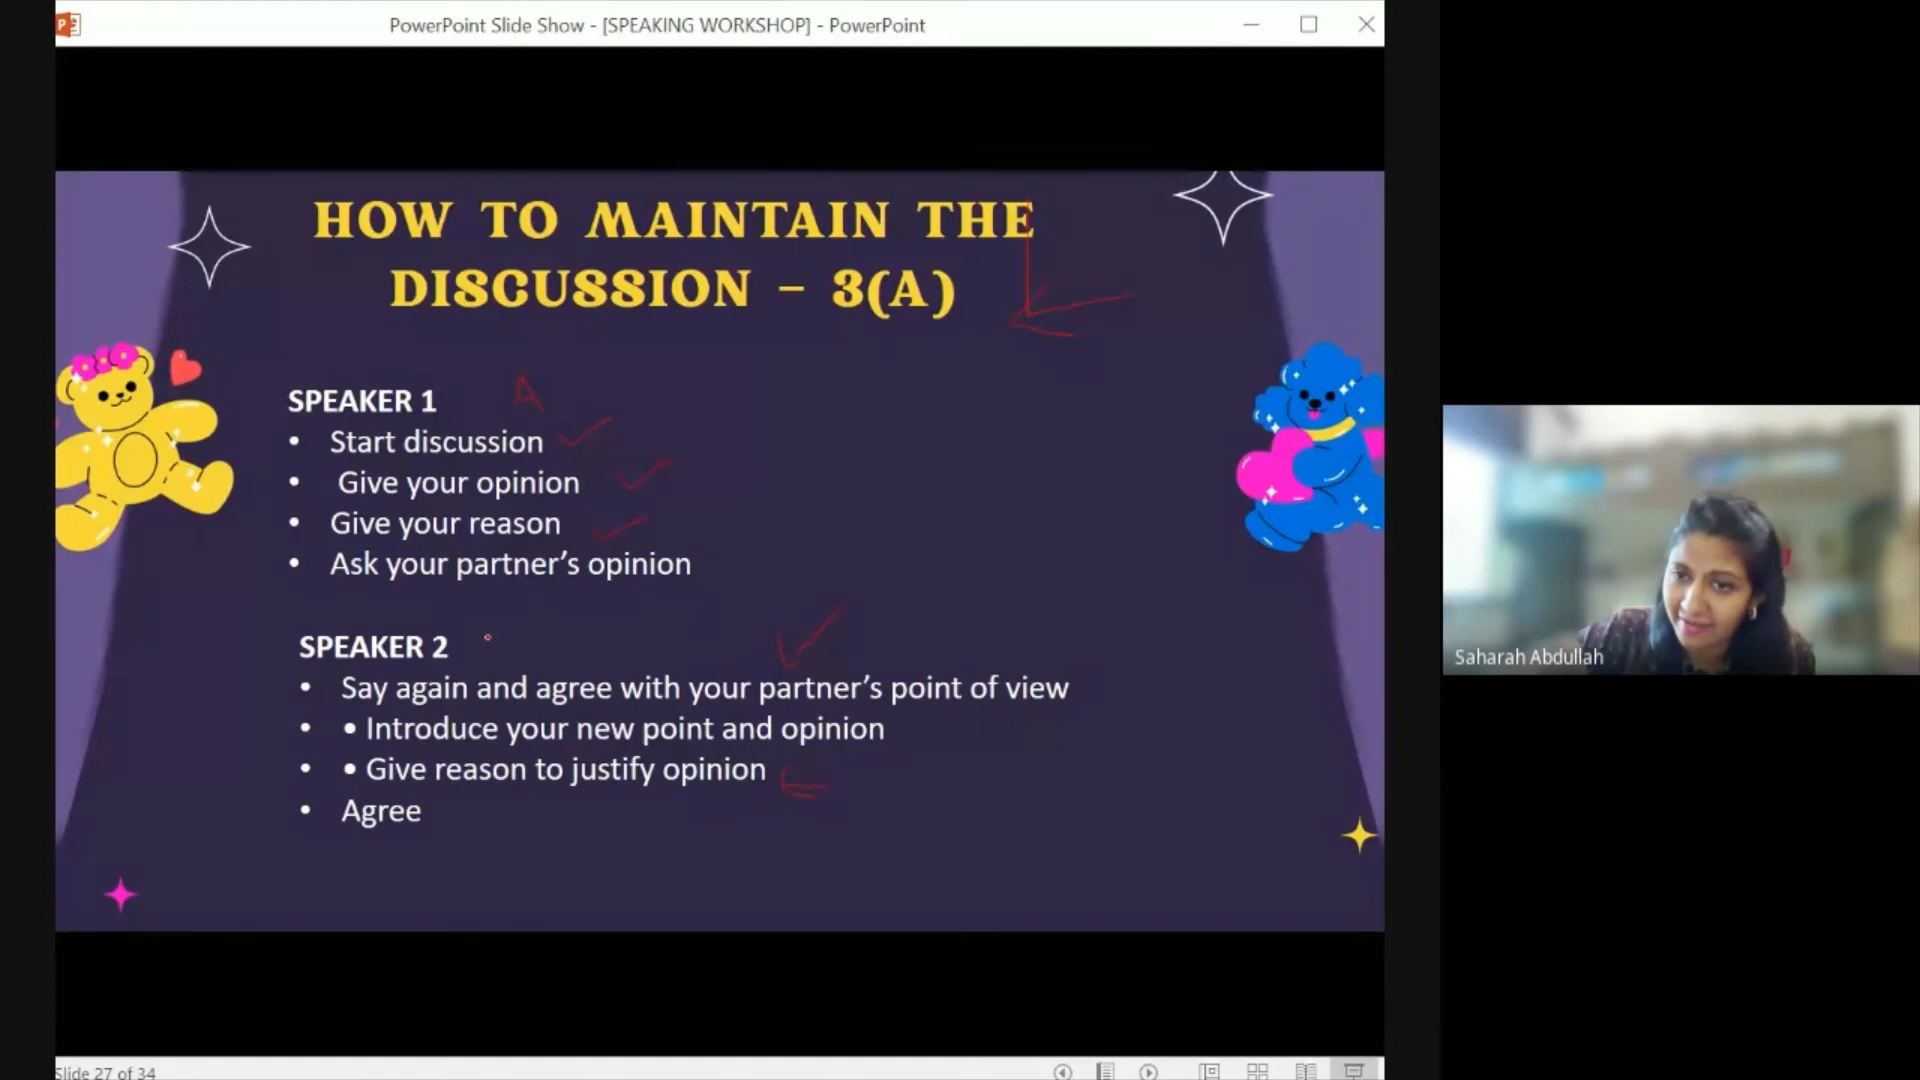 PowerPoint Slide Show - [SPEAKING WORKSHOP] - PowerPoint
HOW TO MAINTAIN THE
DISCUSSION - 3(A)
SPEAKER 1 A
• Start discussion
• Give your opinion
• Give your reason
• Ask your partner's opinion
SPEAKER 2
• Say again and agree with your partner's point of view
• • Introduce your new point and opinion
• • Give reason to justify opinion
• Agree
Saharah Abdullah
Slide 27 of 34